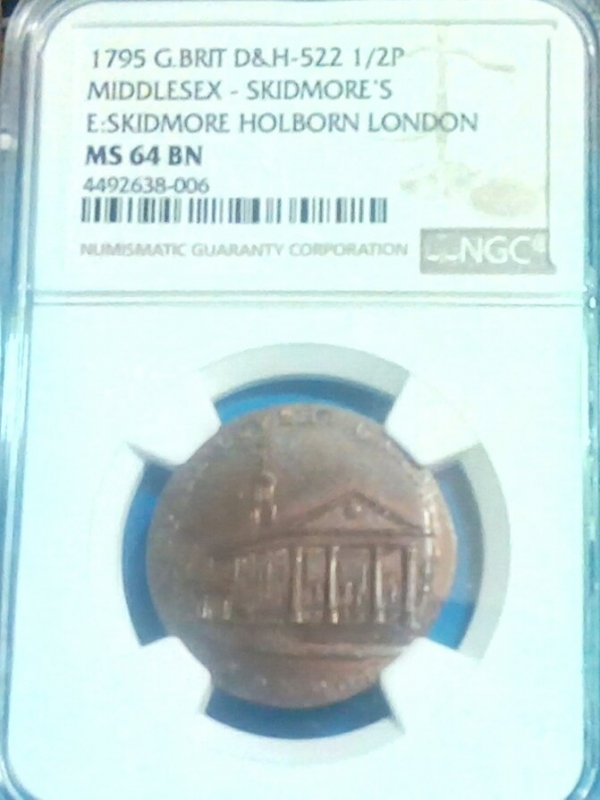 1795 G.BRIT D&H-522 1/2P
MIDDLESEX - SKIDMORE'S
E:SKIDMORE HOLBORN LONDON
MS 64 BN
4492638-006
NUMISMATIC GUARANTY CORPORATION
NGC®